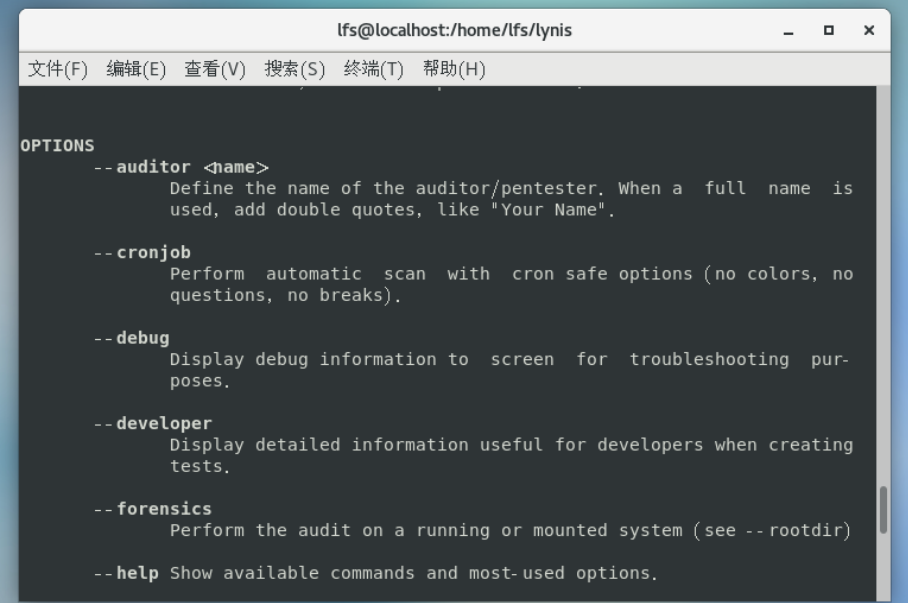 lfs@localhost:/home/lfs/lynis
文件(F) 编辑(E) 查看(V) 搜索(S) 终端(T) 帮助(H)
OPTIONS
--auditor <name>
Define the name of the auditor/pentester. When a full name is
used, add double quotes, like "Your Name".
--cronjob
Perform automatic scan with cron safe options (no colors, no
questions, no breaks).
--debug
Display debug information to screen for troubleshooting pur-
poses.
--developer
Display detailed information useful for developers when creating
tests.
--forensics
Perform the audit on a running or mounted system (see --rootdir)
--help Show available commands and most-used options.